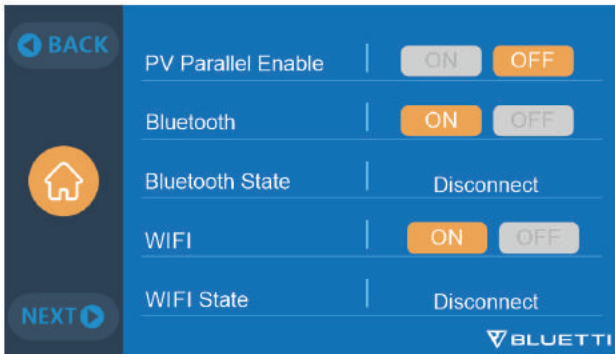 BACK
PV Parallel Enable ON OFF
Bluetooth ON OFF
Bluetooth State Disconnect
WIFI ON OFF
WIFI State Disconnect
NEXT
BLUETTI